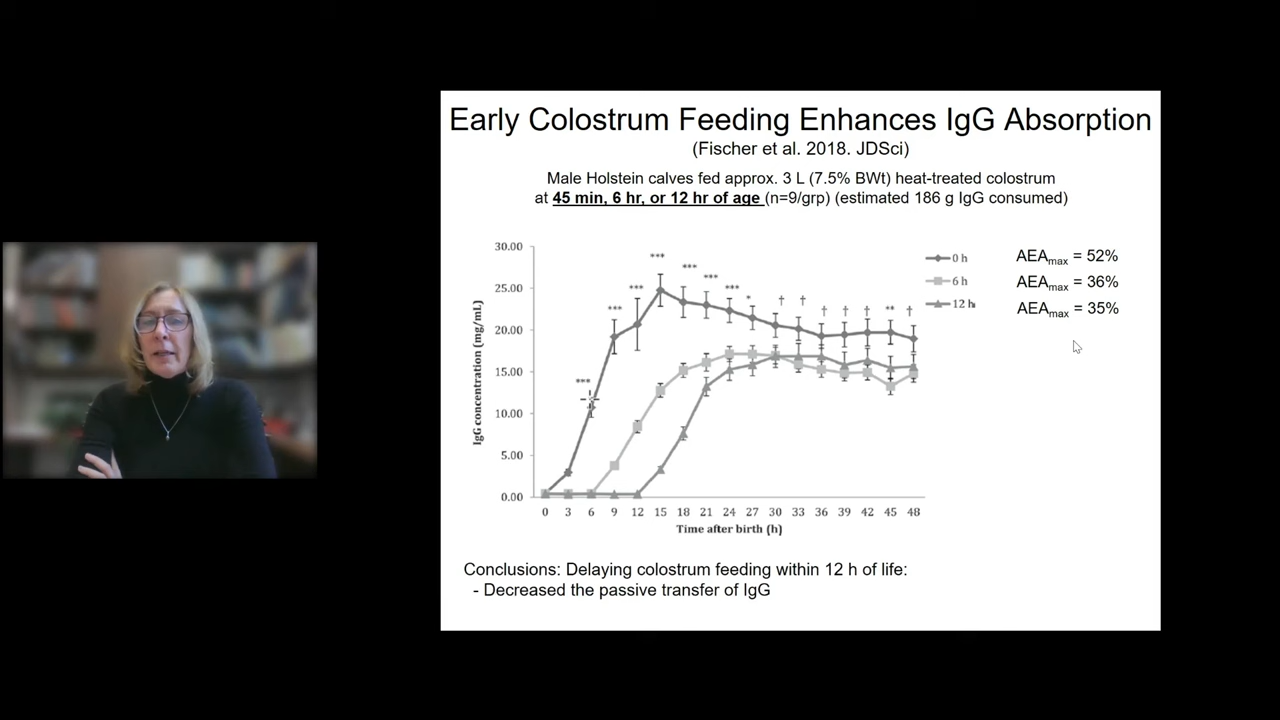 Early Colostrum Feeding Enhances IgG Absorption
(Fischer et al. 2018. JDSci)
Male Holstein calves fed approx. 3 L (7.5% BWt) heat-treated colostrum
at 45 min, 6 hr, or 12 hr of age (n=9/grp) (estimated 186 g IgG consumed)
30.00
25.00
20.00
15.00
10.00
5.00
0.00
IgG concentration (mg/mL)
*** *** *** *** *** *** *** * † † † † † ** †
0 h
6 h
12 h
AEAmax = 52%
AEAmax = 36%
AEAmax = 35%
0 3 6 9 12 15 18 21 24 27 30 33 36 39 42 45 48
Time after birth (h)
Conclusions: Delaying colostrum feeding within 12 h of life:
- Decreased the passive transfer of IgG